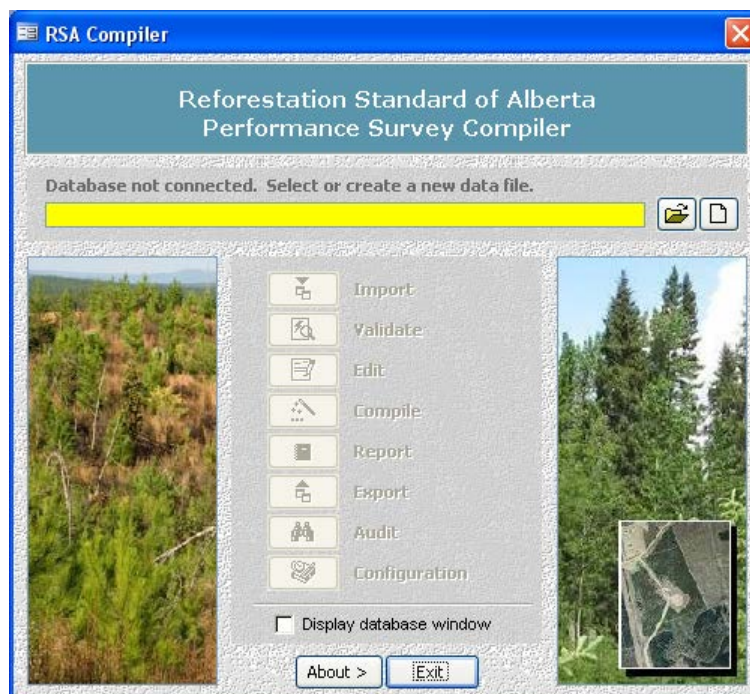 RSA Compiler
Reforestation Standard of Alberta
Performance Survey Compiler
Database not connected. Select or create a new data file.
Import
Validate
Edit
Compile
Report
Export
Audit
Configuration
Display database window
About >
Exit